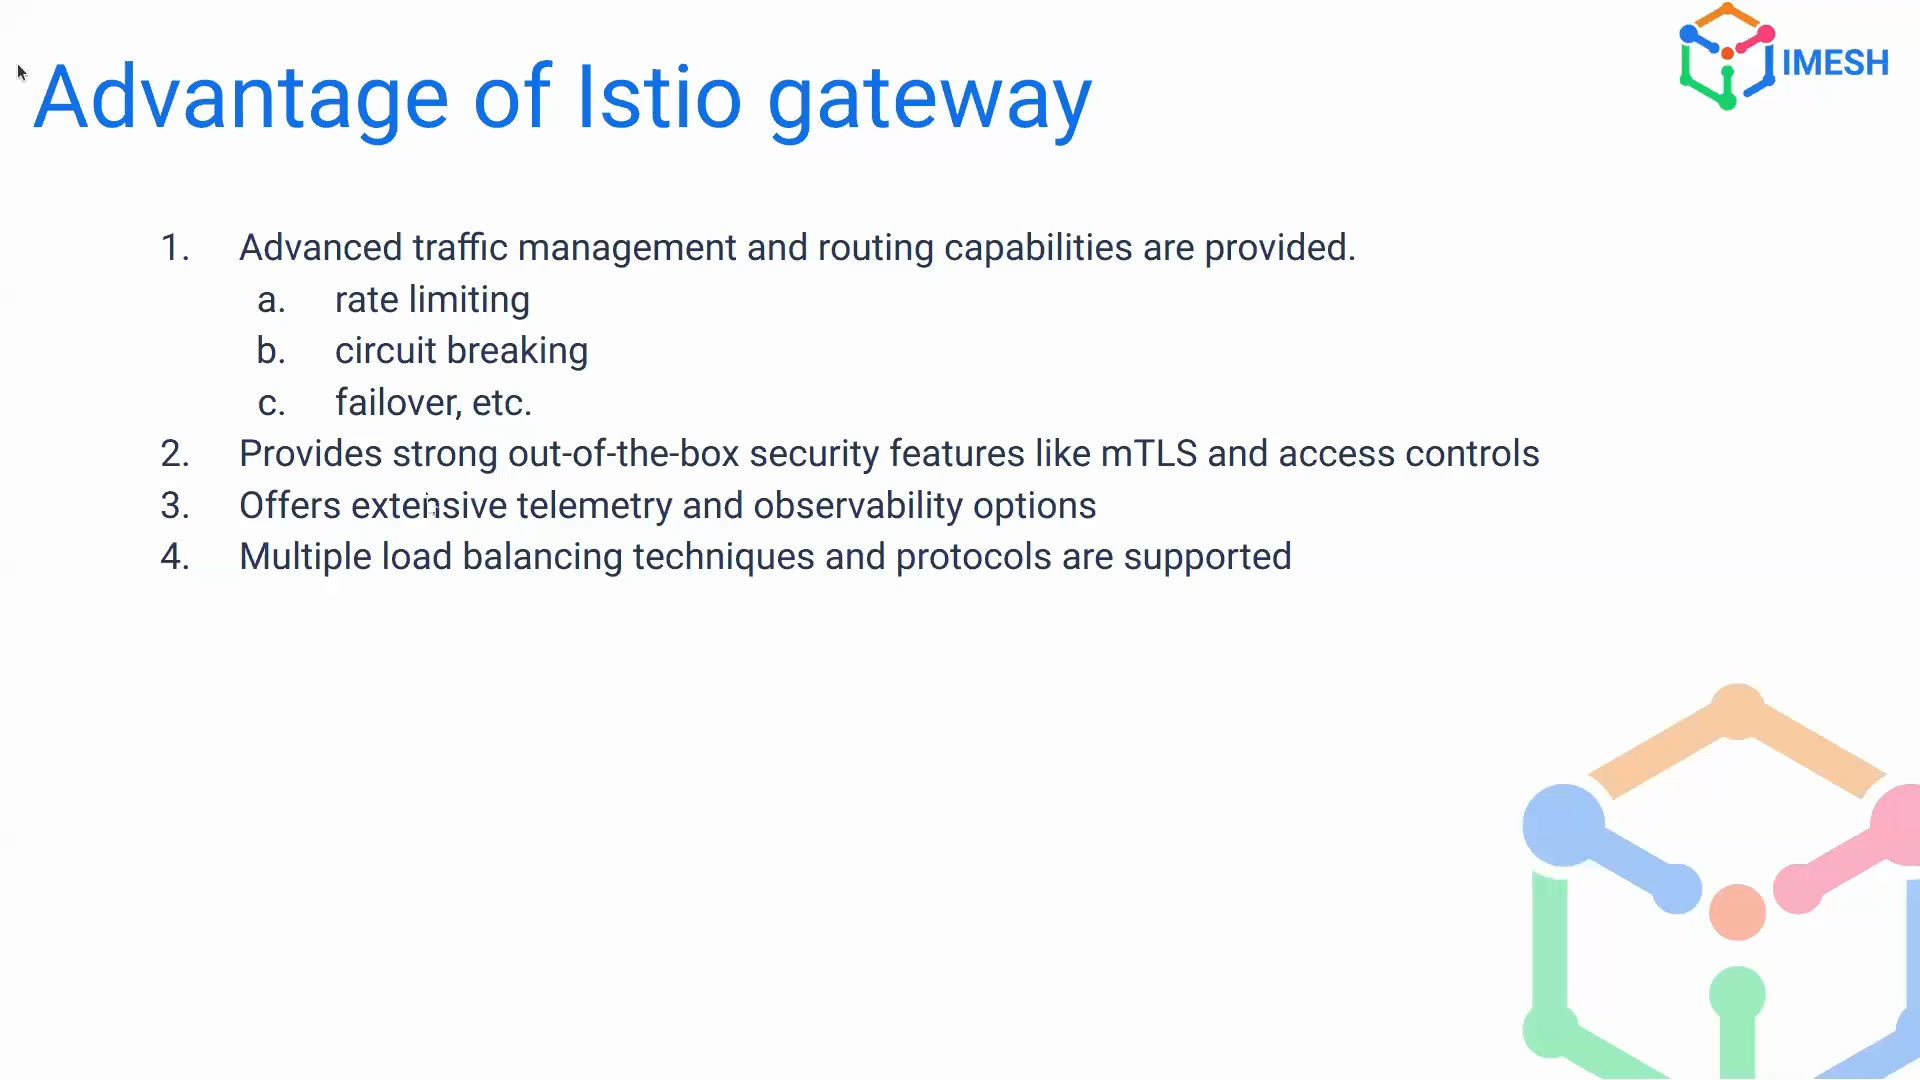 Advantage of Istio gateway
IMESH
1. Advanced traffic management and routing capabilities are provided.
a. rate limiting
b. circuit breaking
c. failover, etc.
2. Provides strong out-of-the-box security features like mTLS and access controls
3. Offers extensive telemetry and observability options
4. Multiple load balancing techniques and protocols are supported